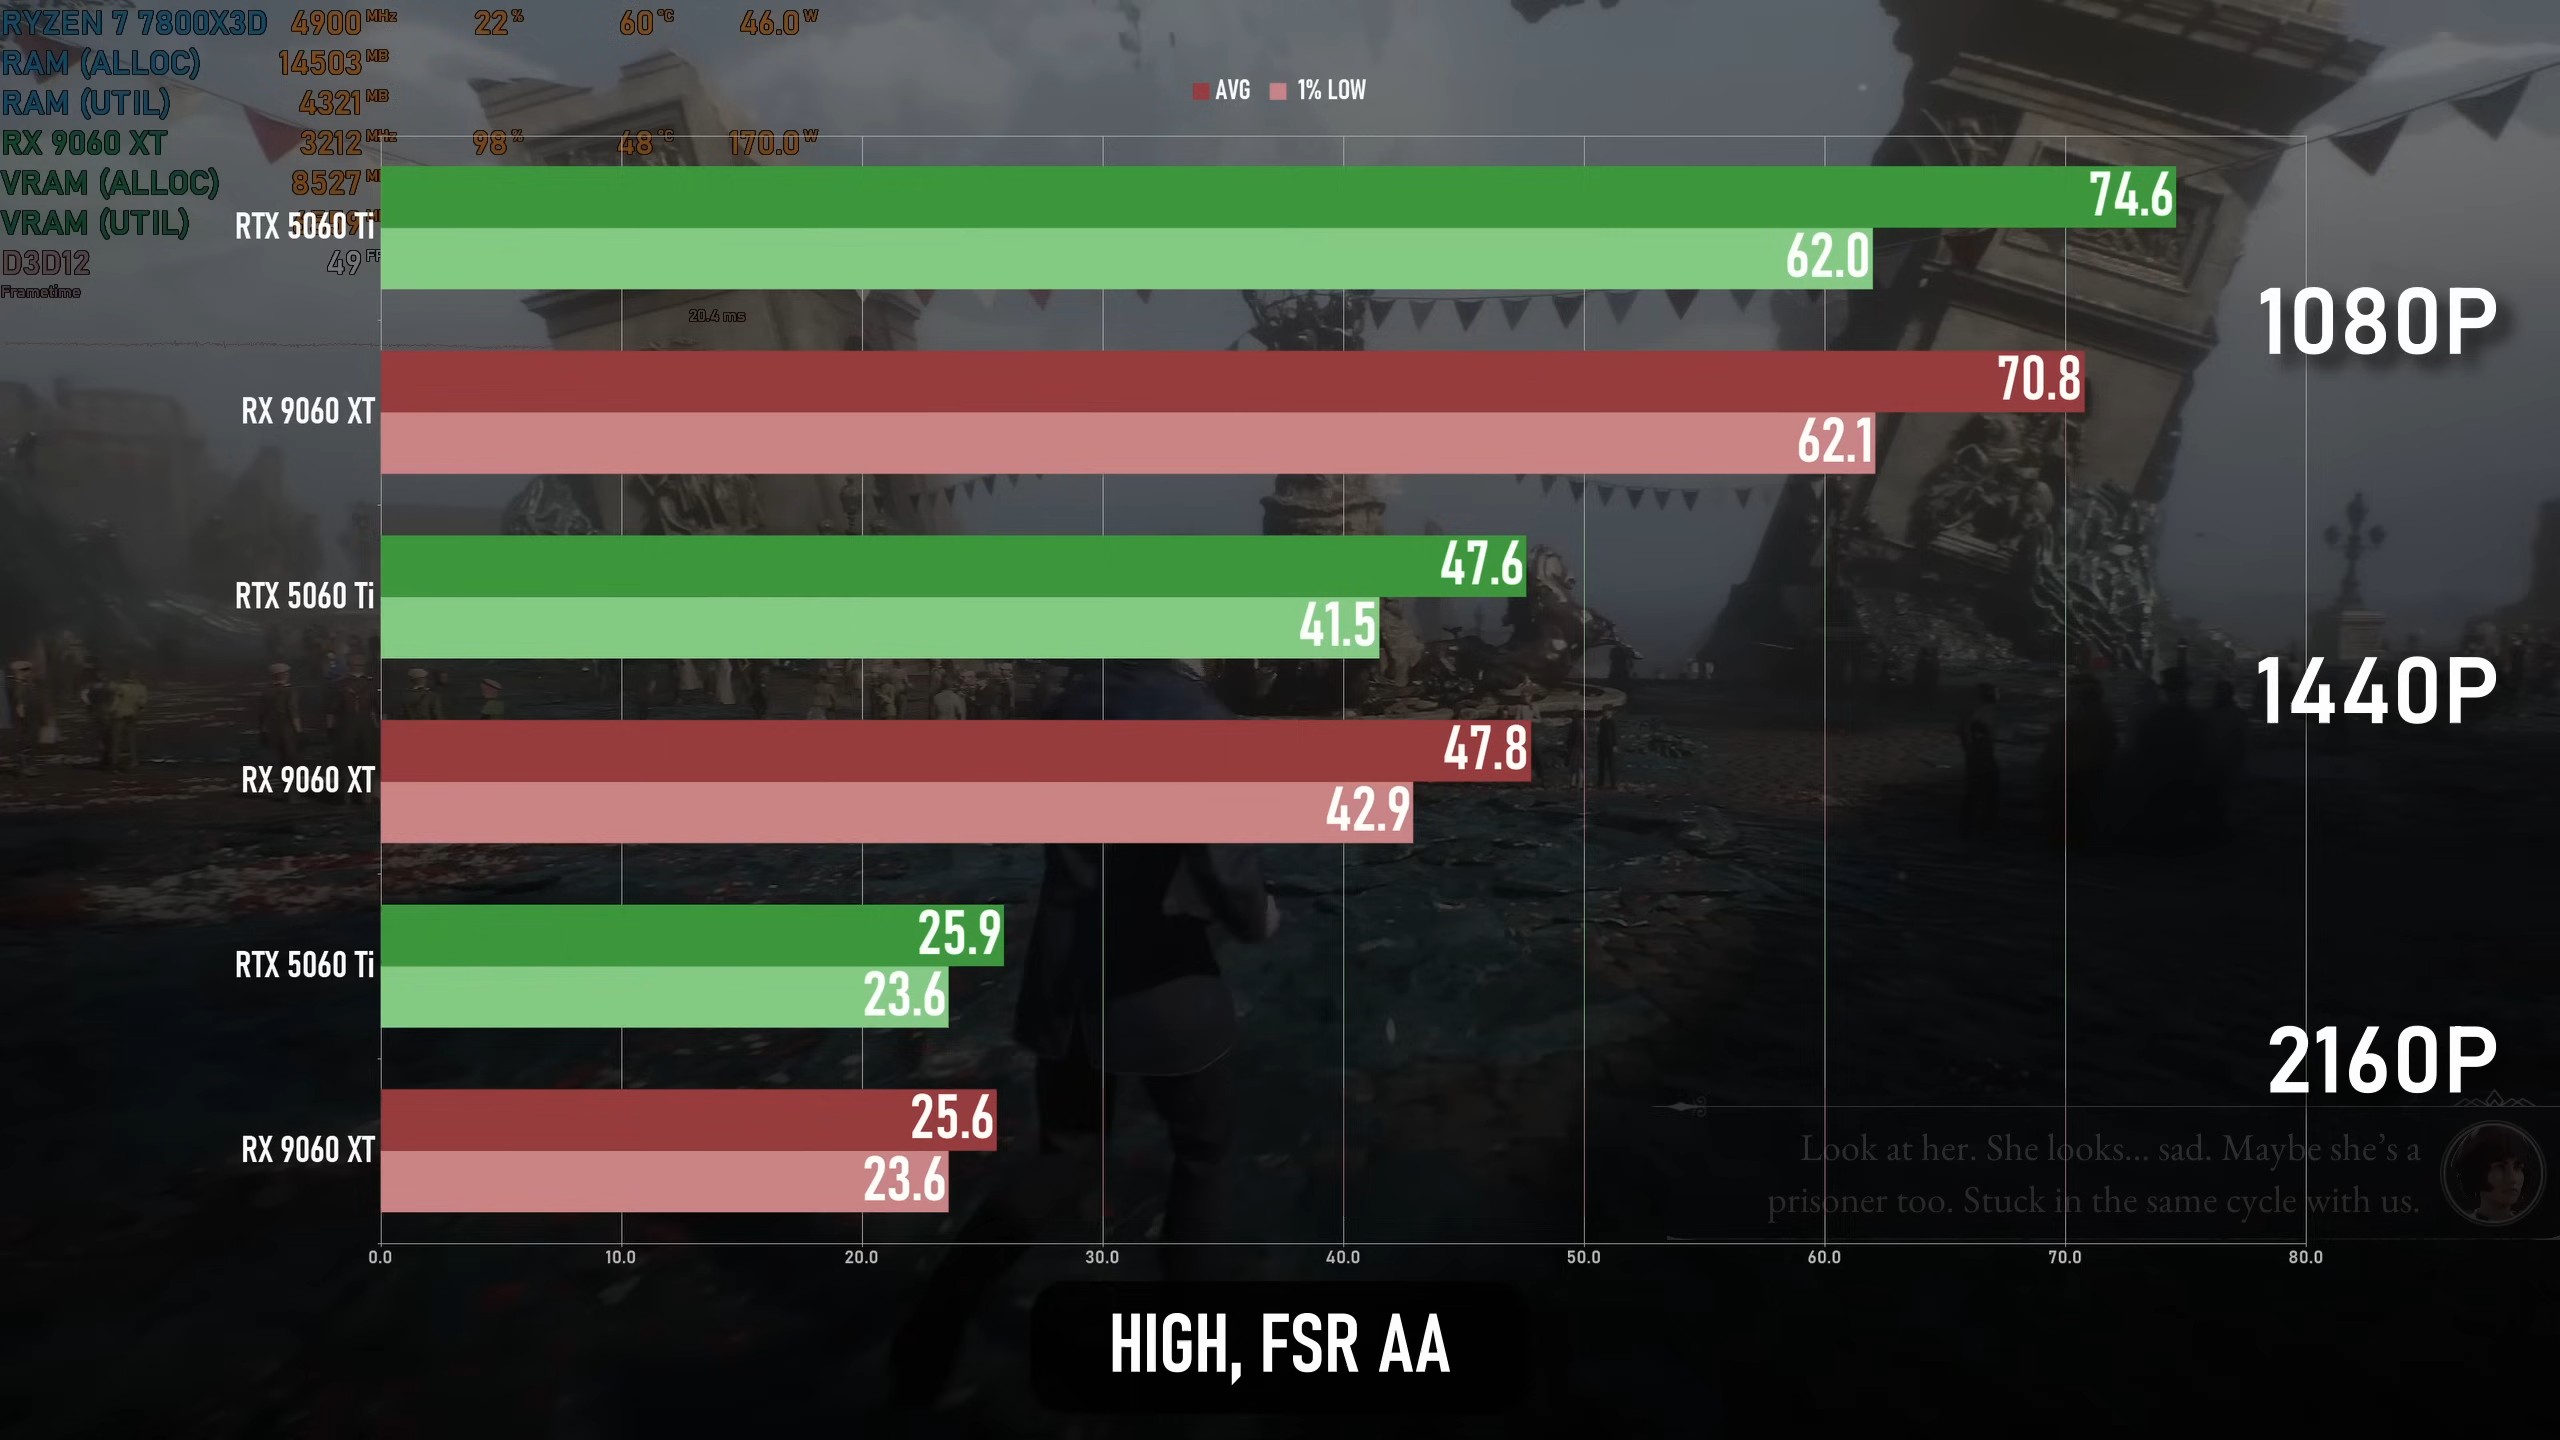 RYZEN 7 7800X3D 4900 MHz 22 % 60 °C 46.0 W
RAM (ALLOC) 14503 MB
RAM (UTIL) 4321 MB
RX 9060 XT 3212 MHz 98 % 48 °C 170.0 W
VRAM (ALLOC) 8527
VRAM (UTIL)
D3D12 49
Frametime
20.4 ms
AVG 1% LOW
RTX 5060 Ti
74.6
62.0
1080P
RX 9060 XT
70.8
62.1
RTX 5060 Ti
47.6
41.5
1440P
RX 9060 XT
47.8
42.9
RTX 5060 Ti
25.9
23.6
2160P
RX 9060 XT
25.6
23.6
Look at her. She looks... sad. Maybe she's a
prisoner too. Stuck in the same cycle with us.
0.0 10.0 20.0 30.0 40.0 50.0 60.0 70.0 80.0
HIGH, FSR AA